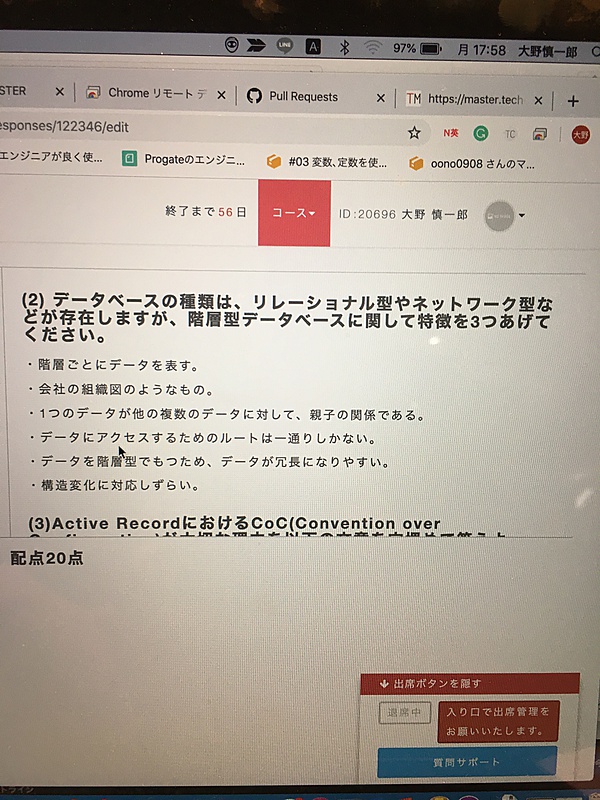 LINE
A
97%
月 17:58
大野慎一郎
STER
Chrome リモート デ
Pull Requests
TM
https://master.tech
esponses/122346/edit
N英
G
TC
大野
エンジニアが良く使...
Progateのエンジニ...
#03 変数、定数を使...
oono0908 さんのマ...
終了まで56日
コース
ID:20696 大野 慎一郎
(2) データベースの種類は、リレーショナル型やネットワーク型な
どが存在しますが、階層型データベースに関して特徴を3つあげて
ください。
・階層ごとにデータを表す。
・会社の組織図のようなもの。
・1つのデータが他の複数のデータに対して、親子の関係である。
・データにアクセスするためのルートは一通りしかない。
・データを階層型でもつため、データが冗長になりやすい。
・構造変化に対応しずらい。
(3)Active RecordにおけるCoC(Convention over
配点20点
出席ボタンを隠す
退席中
入り口で出席管理を
お願いいたします。
質問サポート